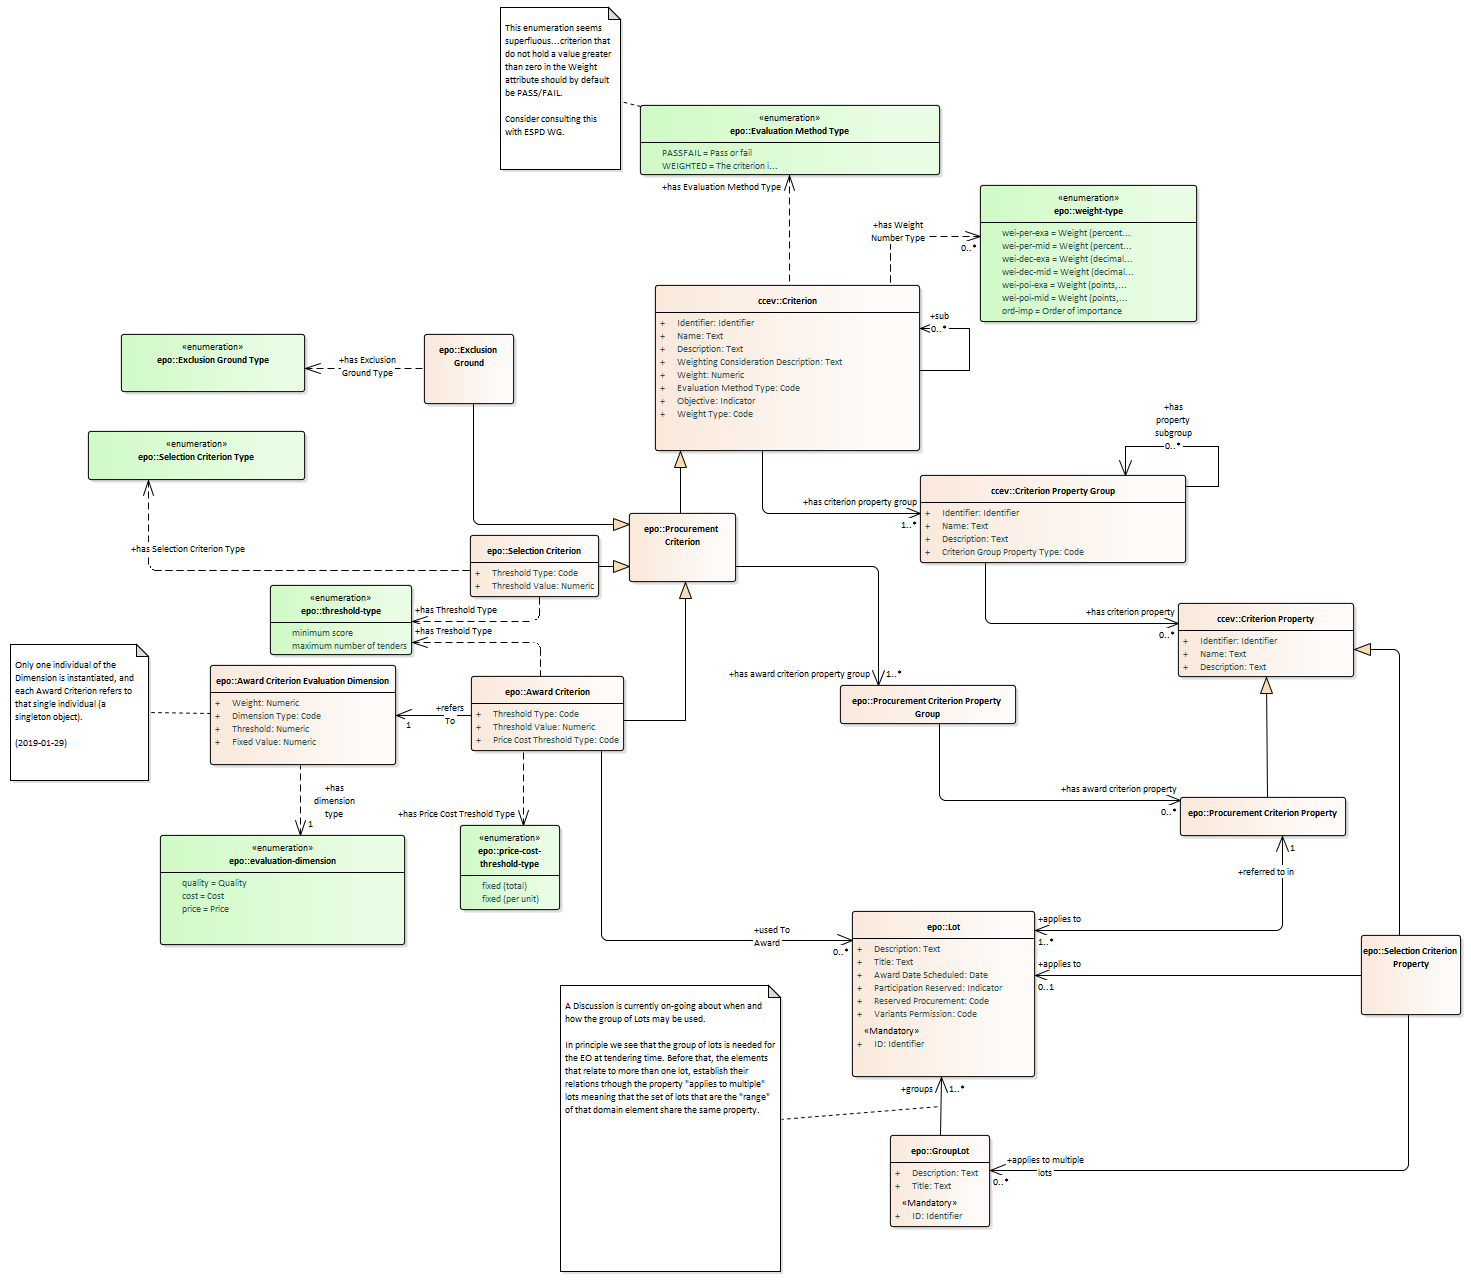 This enumeration seems
superfluous...criterion that
do not hold a value greater
than zero in the Weight
attribute should by default
be PASS/FAIL.
Consider consulting this
with ESPD WG.
«enumeration»
epo::Evaluation Method Type
PASSFAIL = Pass or fail
WEIGHTED = The criterion i...
+has Evaluation Method Type
«enumeration»
epo::weight-type
wei-per-exa = Weight (percent...
wei-per-mid = Weight (percent...
wei-dec-exa = Weight (decimal...
wei-dec-mid = Weight (decimal...
wei-poi-exa = Weight (points,...
wei-poi-mid = Weight (points,...
ord-imp = Order of importance
+has Weight
Number Type
0..*
ccev::Criterion
+ Identifier: Identifier
+ Name: Text
+ Description: Text
+ Weighting Consideration Description: Text
+ Weight: Numeric
+ Evaluation Method Type: Code
+ Objective: Indicator
+ Weight Type: Code
+sub
0..*
«enumeration»
epo::Exclusion Ground Type
+has Exclusion
Ground Type
epo::Exclusion
Ground
«enumeration»
epo::Selection Criterion Type
+has Selection Criterion Type
+has
property
subgroup
0..*
ccev::Criterion Property Group
+ Identifier: Identifier
+ Name: Text
+ Description: Text
+ Criterion Group Property Type: Code
+has criterion property group
1..*
epo::Procurement
Criterion
epo::Selection Criterion
+ Threshold Type: Code
+ Threshold Value: Numeric
«enumeration»
epo::threshold-type
minimum score
maximum number of tenders
+has Threshold Type
+has Treshold Type
+has criterion property
0..*
ccev::Criterion Property
+ Identifier: Identifier
+ Name: Text
+ Description: Text
Only one individual of the
Dimension is instantiated, and
each Award Criterion refers to
that single individual (a
singleton object).
(2019-01-29)
epo::Award Criterion Evaluation Dimension
+ Weight: Numeric
+ Dimension Type: Code
+ Threshold: Numeric
+ Fixed Value: Numeric
+refers
To
1
epo::Award Criterion
+ Threshold Type: Code
+ Threshold Value: Numeric
+ Price Cost Threshold Type: Code
+has award criterion property group
1..*
epo::Procurement Criterion Property
Group
+has
dimension
type
1
+has Price Cost Treshold Type
+has award criterion property
0..*
epo::Procurement Criterion Property
«enumeration»
epo::evaluation-dimension
quality = Quality
cost = Cost
price = Price
«enumeration»
epo::price-cost-
threshold-type
fixed (total)
fixed (per unit)
1
+referred to in
+used To
Award
0..*
epo::Lot
+ Description: Text
+ Title: Text
+ Award Date Scheduled: Date
+ Participation Reserved: Indicator
+ Reserved Procurement: Code
+ Variants Permission: Code
«Mandatory»
+ ID: Identifier
+applies to
1..*
+applies to
0..1
epo::Selection Criterion
Property
A Discussion is currently on-going about when and
how the group of Lots may be used.
In principle we see that the group of lots is needed for
the EO at tendering time. Before that, the elements
that relate to more than one lot, establish their
relations trhough the property "applies to multiple"
lots meaning that the set of lots that are the "range"
of that domain element share the same property.
+groups
1..*
epo::GroupLot
+ Description: Text
+ Title: Text
«Mandatory»
+ ID: Identifier
+applies to multiple
lots
0..*